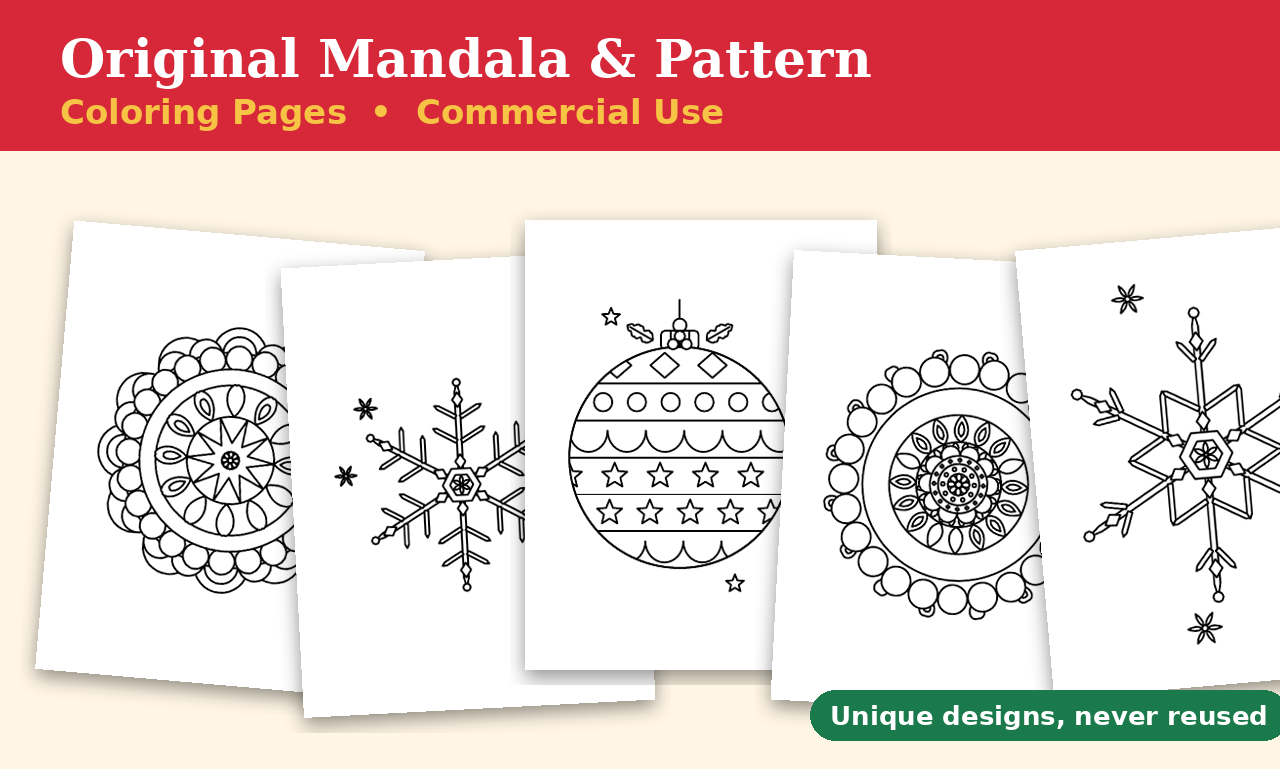 Original Mandala & Pattern
Coloring Pages • Commercial Use
Unique designs, never reused